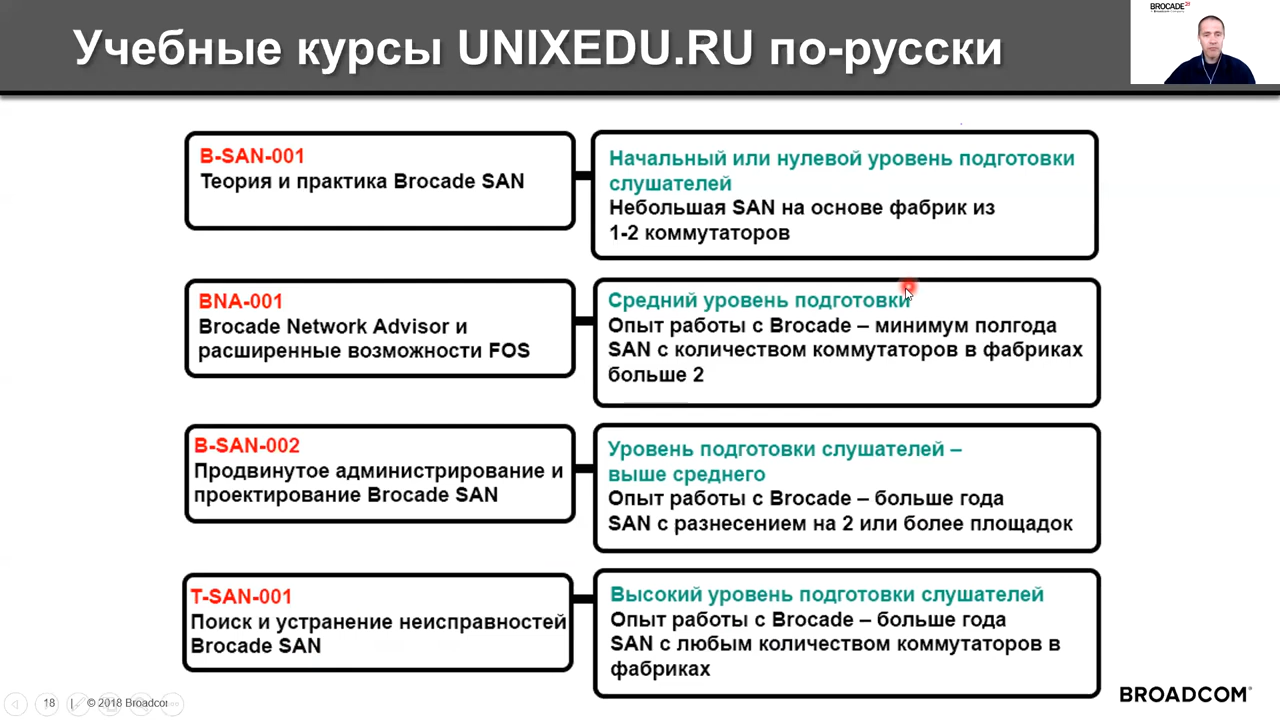 Учебные курсы UNIXEDU.RU по-русски
BROCADE
B-SAN-001
Теория и практика Brocade SAN
Начальный или нулевой уровень подготовки
слушателей
Небольшая SAN на основе фабрик из
1-2 коммутаторов
BNA-001
Brocade Network Advisor и
расширенные возможности FOS
Средний уровень подготовки
Опыт работы с Brocade – минимум полгода
SAN с количеством коммутаторов в фабриках
больше 2
B-SAN-002
Продвинутое администрирование и
проектирование Brocade SAN
Уровень подготовки слушателей –
выше среднего
Опыт работы с Brocade – больше года
SAN с разнесением на 2 или более площадок
T-SAN-001
Поиск и устранение неисправностей
Brocade SAN
Высокий уровень подготовки слушателей
Опыт работы с Brocade – больше года
SAN с любым количеством коммутаторов в
фабриках
18 | © 2018 Broadcom
BROADCOM